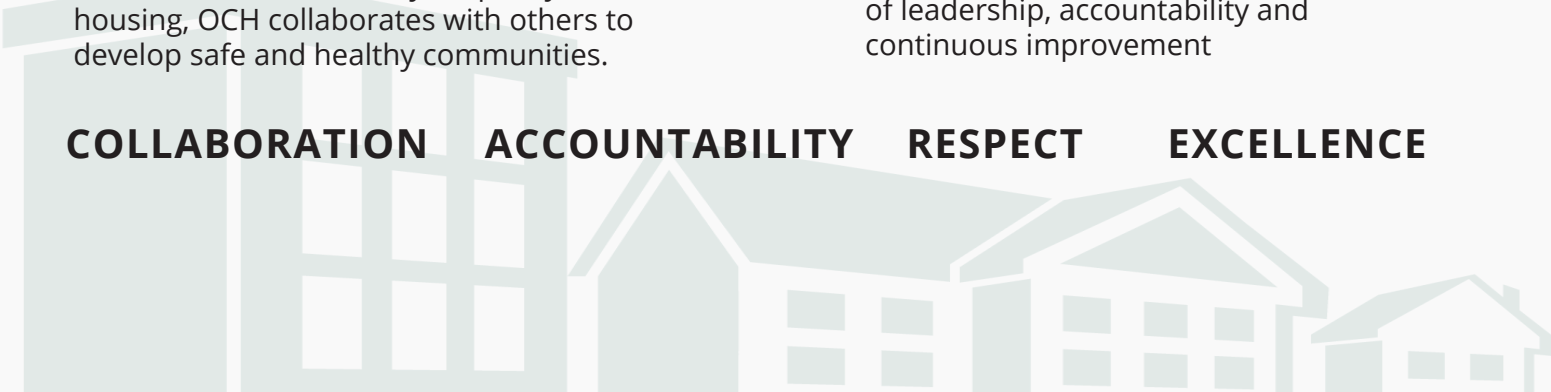 housing, OCH collaborates with others to
develop safe and healthy communities.
of leadership, accountability and
continuous improvement
COLLABORATION ACCOUNTABILITY RESPECT EXCELLENCE